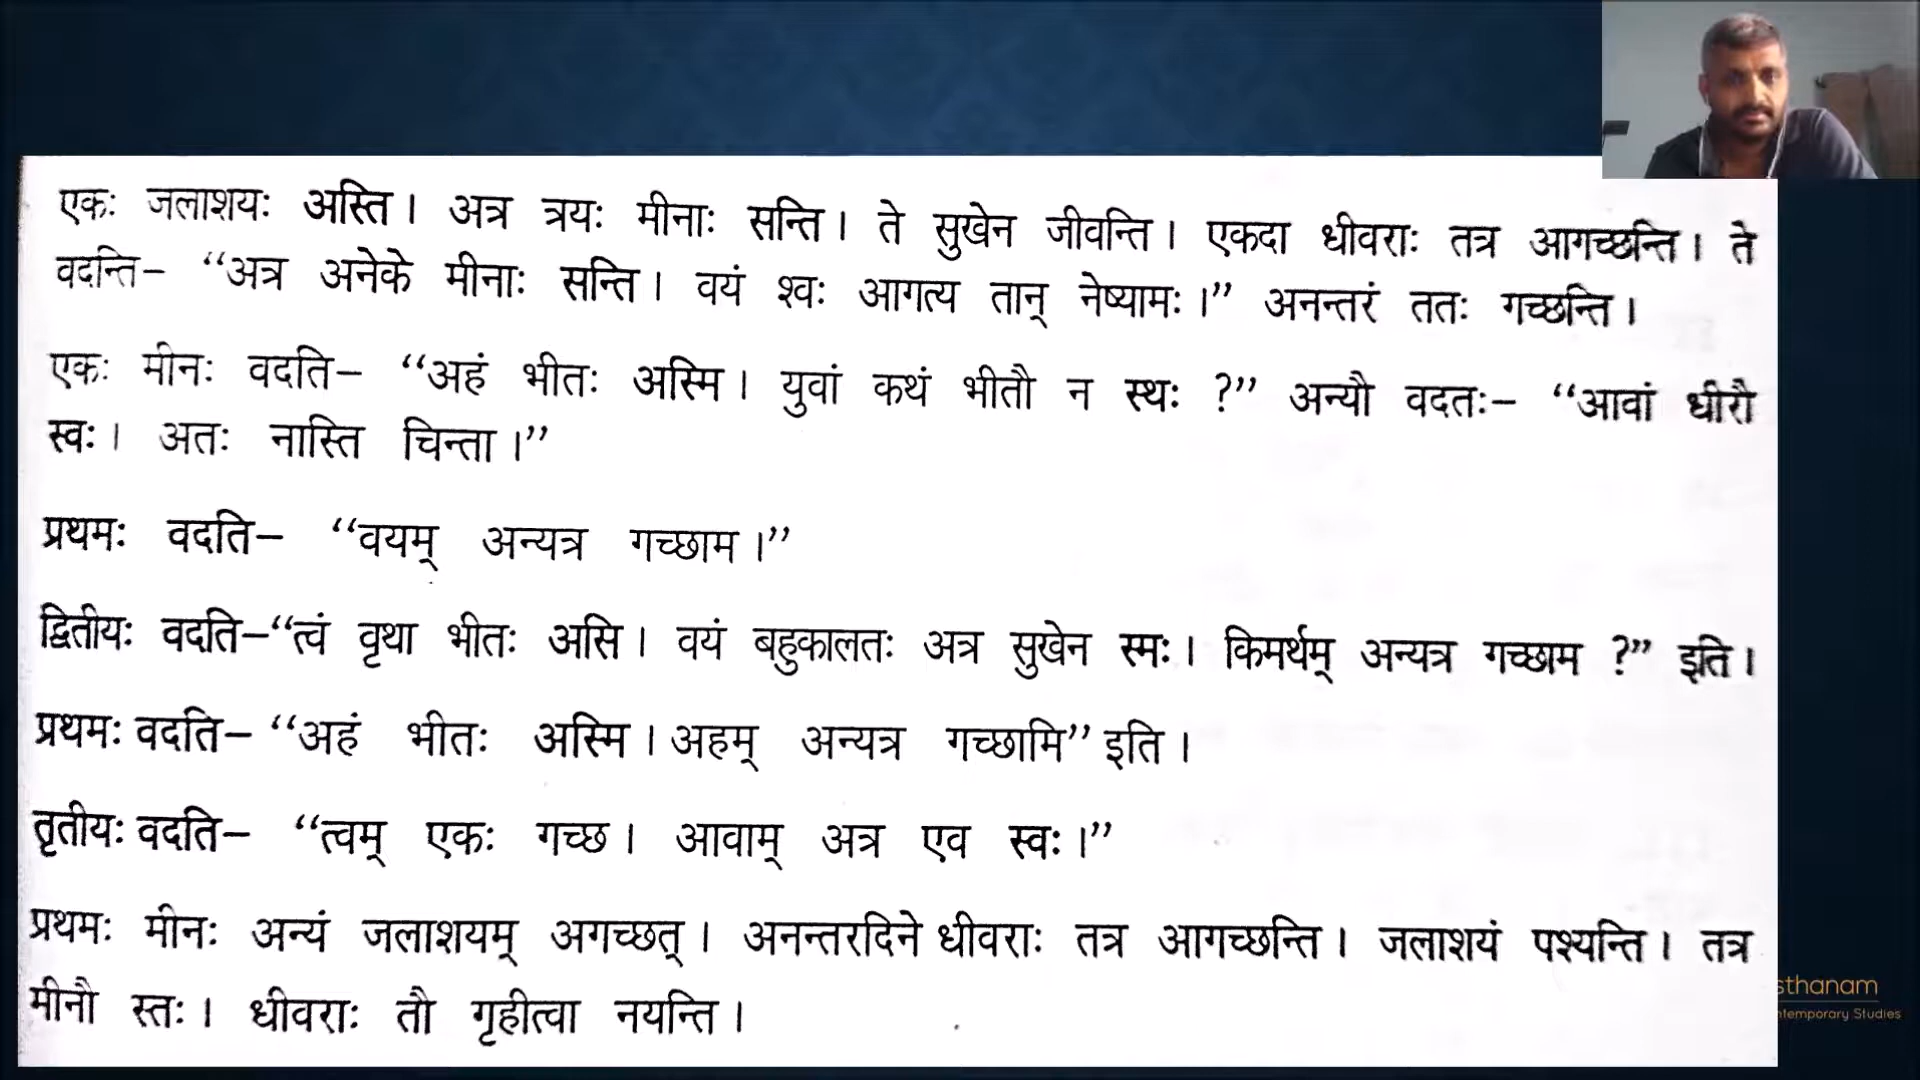 एकः जलाशयः अस्ति। अत्र त्रयः मीनाः सन्ति। ते सुखेन जीवन्ति। एकदा धीवराः तत्र आगच्छन्ति। ते
वदन्ति– “अत्र अनेके मीनाः सन्ति। वयं श्वः आगत्य तान् नेष्यामः।” अनन्तरं ततः गच्छन्ति।
एकः मीनः वदति– “अहं भीतः अस्मि। युवां कथं भीतौ न स्थः ?” अन्यौ वदतः– “आवां धीरौ
स्वः। अतः नास्ति चिन्ता।”
प्रथमः वदति– “वयम् अन्यत्र गच्छाम।”
द्वितीयः वदति–“त्वं वृथा भीतः असि। वयं बहुकालतः अत्र सुखेन स्मः। किमर्थम् अन्यत्र गच्छाम ?” इति।
प्रथमः वदति– “अहं भीतः अस्मि। अहम् अन्यत्र गच्छामि” इति।
तृतीयः वदति– “त्वम् एकः गच्छ। आवाम् अत्र एव स्वः।”
प्रथमः मीनः अन्यं जलाशयम् अगच्छत्। अनन्तरदिने धीवराः तत्र आगच्छन्ति। जलाशयं पश्यन्ति। तत्र
मीनौ स्तः। धीवराः तौ गृहीत्वा नयन्ति।
sthanam
ntemporary Studies